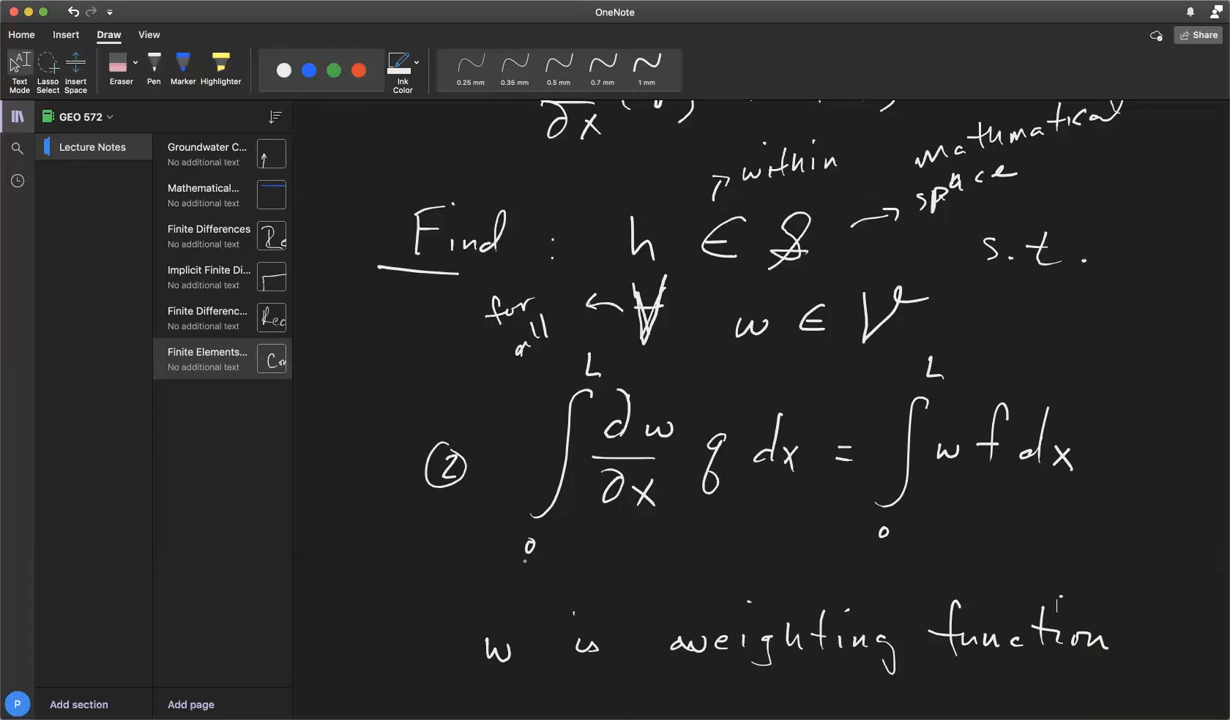 OneNote
Home Insert Draw View
Share
Text Mode
Lasso Select
Insert Space
Eraser
Pen
Marker
Highlighter
Ink Color
0.25 mm 0.35 mm 0.5 mm 0.7 mm 1 mm
GEO 572
Lecture Notes
Groundwater C...
No additional text
Mathematical...
No additional text
Finite Differences
No additional text
Implicit Finite Di...
No additional text
Finite Differenc...
No additional text
Finite Elements...
No additional text
P
Add section
Add page
∂x
within
mathmatical
space
Find : h ∈ S s.t.
for all ← ∀ w ∈ V
② ∫₀ᴸ ∂w/∂x q dx = ∫₀ᴸ w f dx
w is weighting function